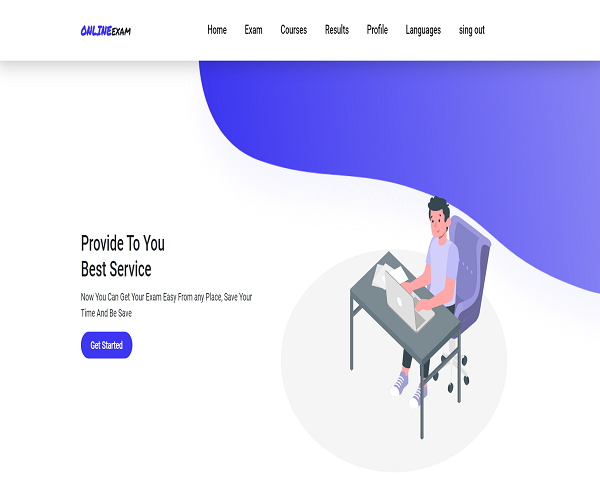 ONLINEEXAM Home Exam Courses Results Profile Languages sing out
Provide To You
Best Service
Now You Can Get Your Exam Easy From any Place, Save Your
Time And Be Save
Get Started